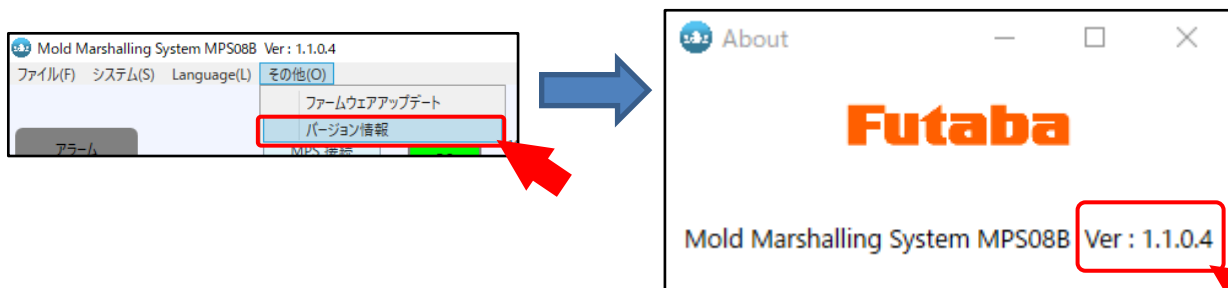 Mold Marshalling System MPS08B Ver : 1.1.0.4
ファイル(F) システム(S) Language(L) その他(O)
ファームウェアアップデート
バージョン情報
アラーム
MPS 接続
About
Futaba
Mold Marshalling System MPS08B Ver : 1.1.0.4